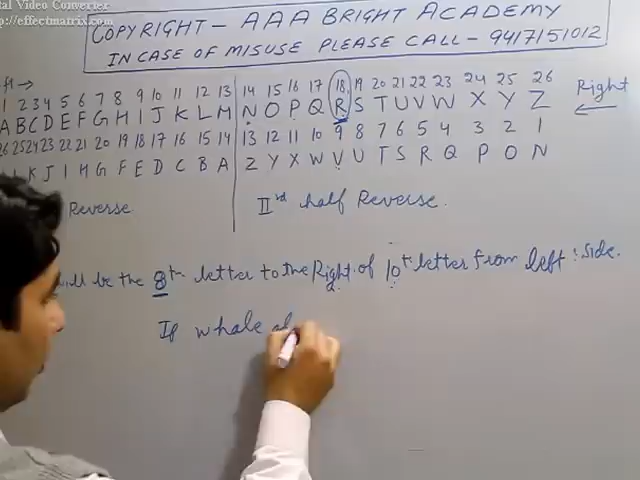 tal Video Converter
http://effectmatrix.com
COPYRIGHT - AAA BRIGHT ACADEMY
IN CASE OF MISUSE PLEASE CALL - 9417151012
ft →
1 2 3 4 5 6 7 8 9 10 11 12 13 14 15 16 17 18 19 20 21 22 23 24 25 26
Right ←
A B C D E F G H I J K L M N O P Q R S T U V W X Y Z
26 25 24 23 22 21 20 19 18 17 16 15 14 13 12 11 10 9 8 7 6 5 4 3 2 1
K J I H G F E D C B A Z Y X W V U T S R Q P O N
Reverse
IInd half Reverse.
will be the 8th letter to the Right of 10th letter from left side.
If whole al